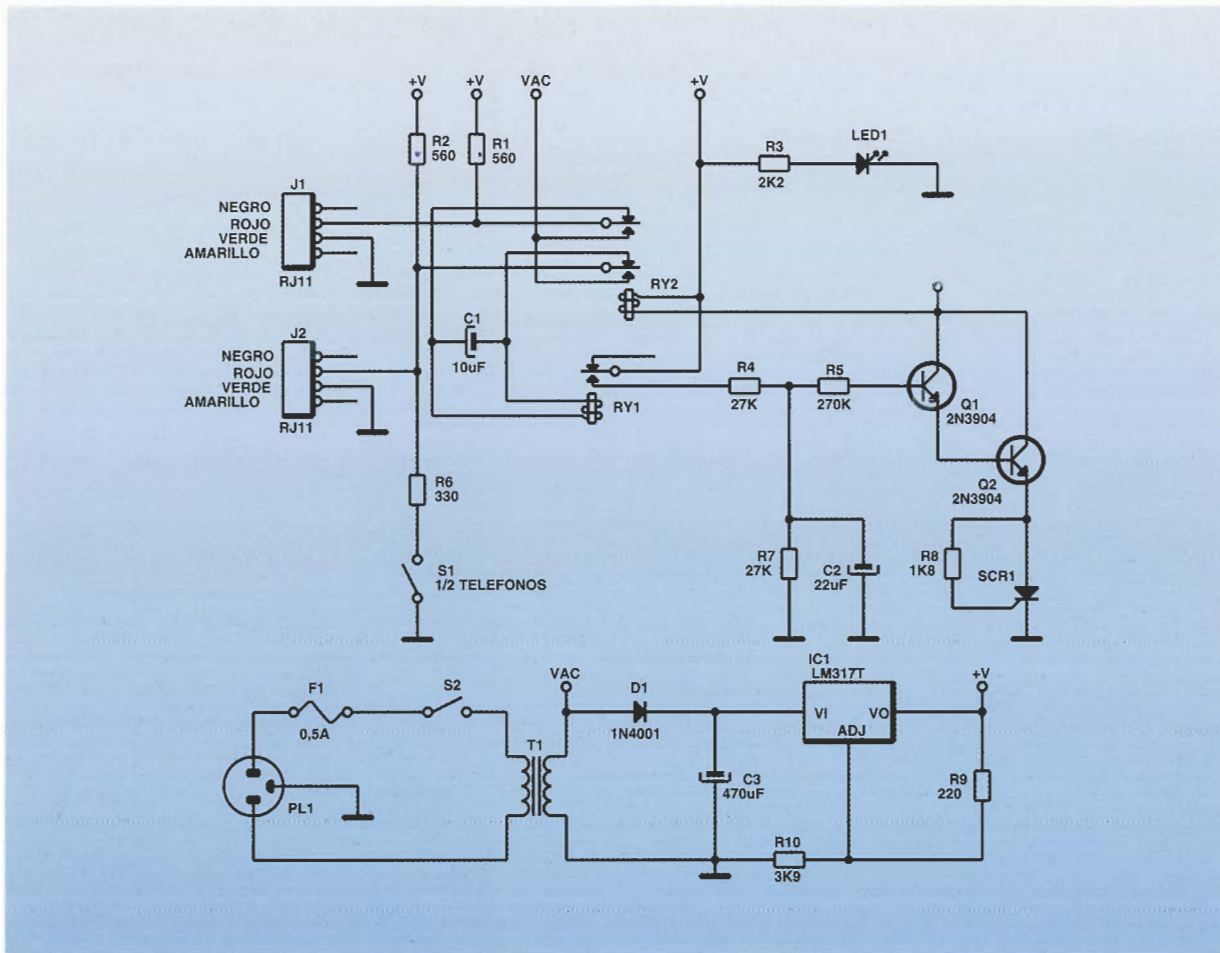 +V
+V
VAC
+V
R2
560
R1
560
R3
2K2
LED1
J1
NEGRO
ROJO
VERDE
AMARILLO
RJ11
RY2
C1
10uF
J2
NEGRO
ROJO
VERDE
AMARILLO
RJ11
RY1
R4
27K
R5
270K
Q1
2N3904
Q2
2N3904
R6
330
S1
1/2 TELEFONOS
R7
27K
C2
22uF
R8
1K8
SCR1
F1
0,5A
S2
VAC
D1
1N4001
IC1
LM317T
VI
VO
ADJ
+V
T1
PL1
C3
470uF
R9
220
R10
3K9